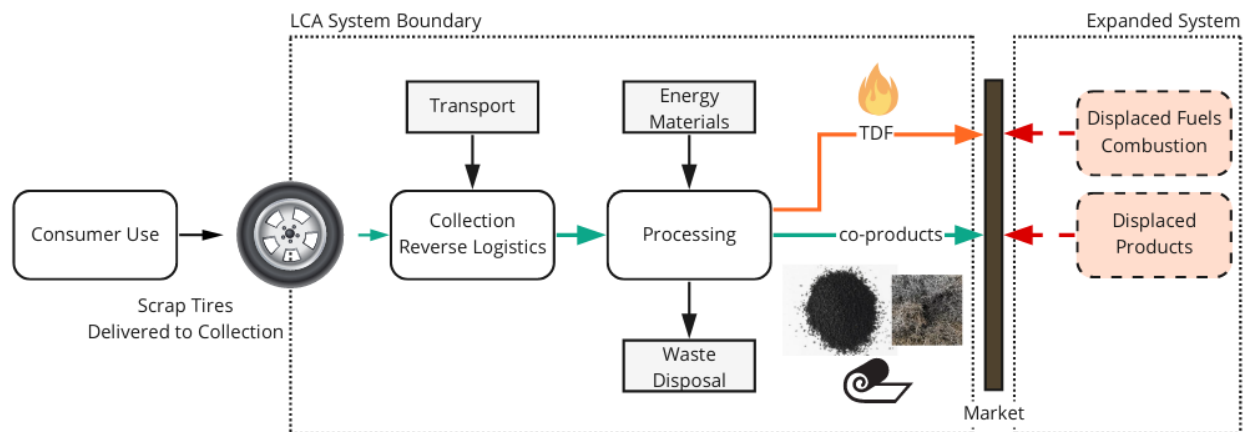 LCA System Boundary
Expanded System
Transport
Energy
Materials
TDF
Displaced Fuels
Combustion
Consumer Use
Collection
Reverse Logistics
Processing
co-products
Displaced
Products
Scrap Tires
Delivered to Collection
Waste
Disposal
Market